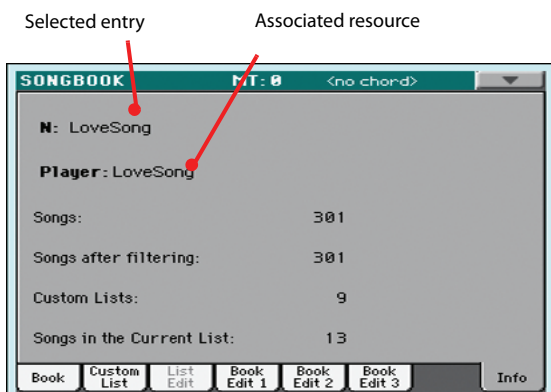 Selected entry Associated resource
SONGBOOK MT: 0 <no chord>
N: LoveSong
Player: LoveSong
Songs: 301
Songs after filtering: 301
Custom Lists: 9
Songs in the Current List: 13
Book Custom List List Edit Book Edit 1 Book Edit 2 Book Edit 3 Info